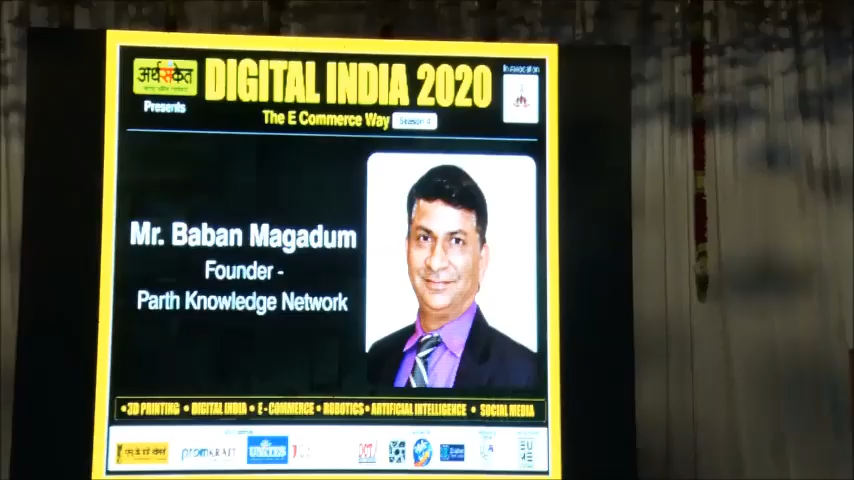 अर्थसंकेत
Presents
DIGITAL INDIA 2020
The E Commerce Way Season 4
Mr. Baban Magadum
Founder -
Parth Knowledge Network
•3D PRINTING • DIGITAL INDIA • E-COMMERCE • ROBOTICS • ARTIFICIAL INTELLIGENCE • SOCIAL MEDIA
promKRAFT